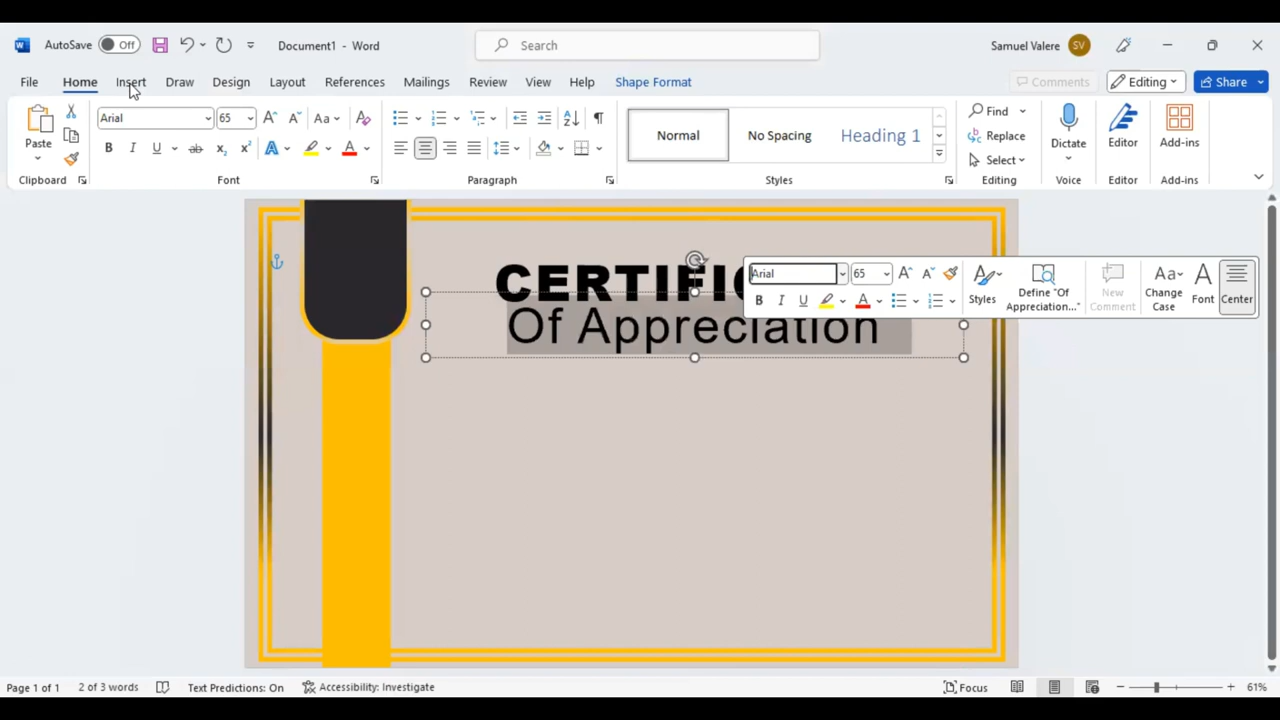 AutoSave Off Document1 - Word Search Samuel Valere SV
File Home Insert Draw Design Layout References Mailings Review View Help Shape Format Comments Editing Share
Paste Arial 65 Aa Normal No Spacing Heading 1 Find Replace Select Dictate Editor Add-ins
Clipboard Font Paragraph Styles Editing Voice Editor Add-ins
Arial 65 Styles Define "Of Appreciation..." New Comment Aa Change Case Font Center
Of Appreciation
Page 1 of 1 2 of 3 words Text Predictions: On Accessibility: Investigate Focus 61%